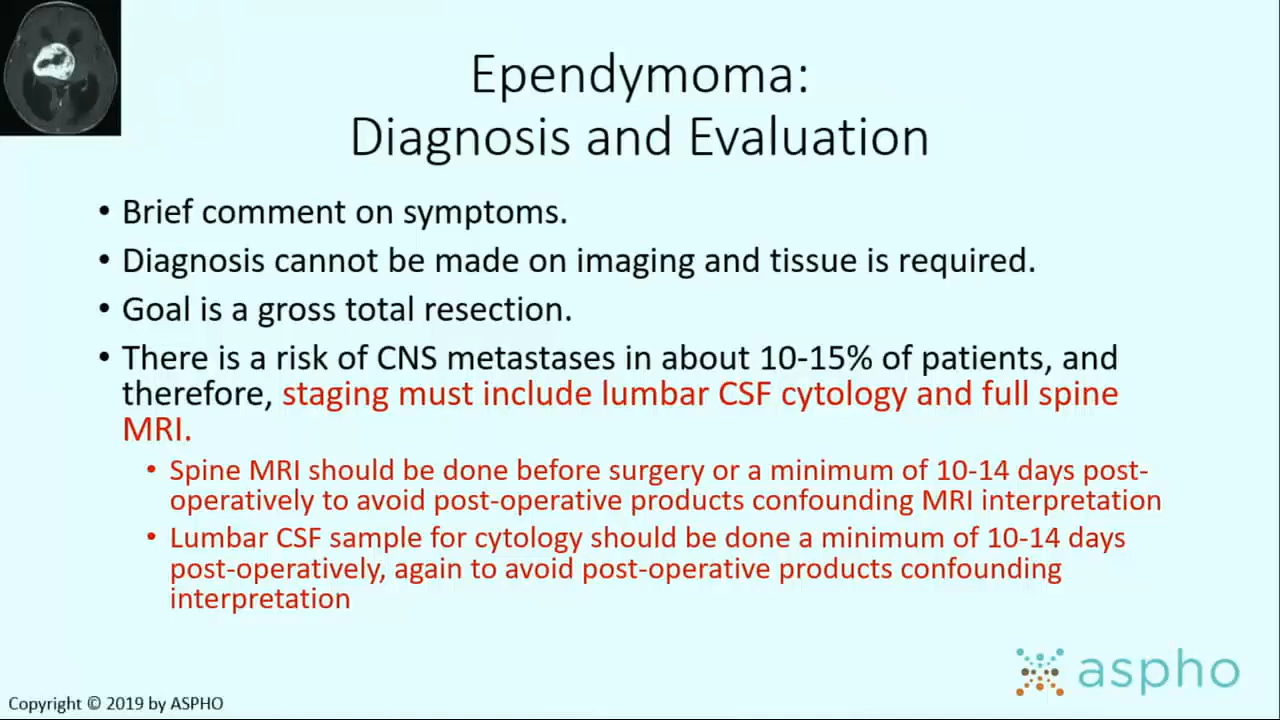 Ependymoma:
Diagnosis and Evaluation
• Brief comment on symptoms.
• Diagnosis cannot be made on imaging and tissue is required.
• Goal is a gross total resection.
• There is a risk of CNS metastases in about 10-15% of patients, and
therefore, staging must include lumbar CSF cytology and full spine
MRI.
• Spine MRI should be done before surgery or a minimum of 10-14 days post-
operatively to avoid post-operative products confounding MRI interpretation
• Lumbar CSF sample for cytology should be done a minimum of 10-14 days
post-operatively, again to avoid post-operative products confounding
interpretation
aspho
Copyright © 2019 by ASPHO